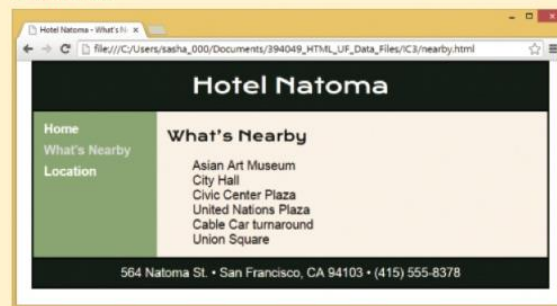 Hotel Natoma - What's N
file:///C:/Users/sasha_000/Documents/394049_HTML_UF_Data_Files/IC3/nearby.html
Hotel Natoma
Home
What's Nearby
Location
What's Nearby
Asian Art Museum
City Hall
Civic Center Plaza
United Nations Plaza
Cable Car turnaround
Union Square
564 Natoma St. • San Francisco, CA 94103 • (415) 555-8378